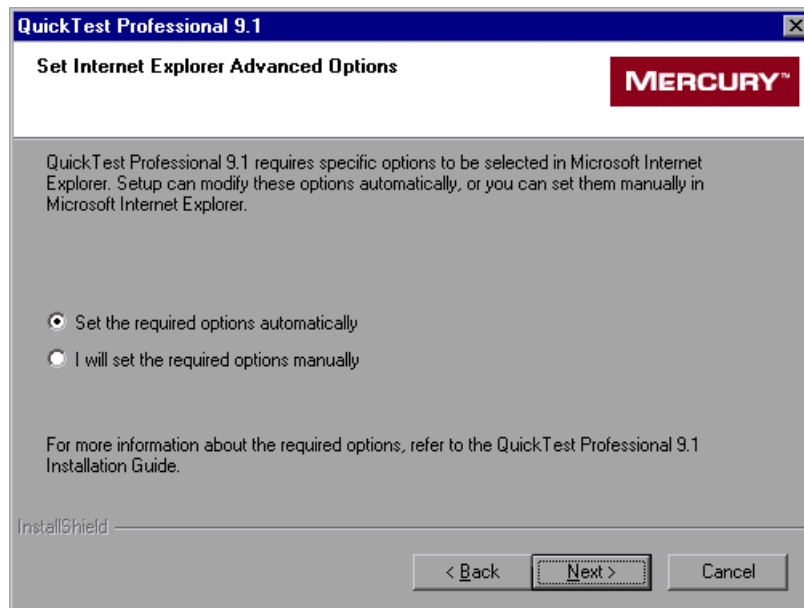 QuickTest Professional 9.1
Set Internet Explorer Advanced Options
MERCURY™
QuickTest Professional 9.1 requires specific options to be selected in Microsoft Internet
Explorer. Setup can modify these options automatically, or you can set them manually in
Microsoft Internet Explorer.
Set the required options automatically
I will set the required options manually
For more information about the required options, refer to the QuickTest Professional 9.1
Installation Guide.
InstallShield
< Back
Next >
Cancel